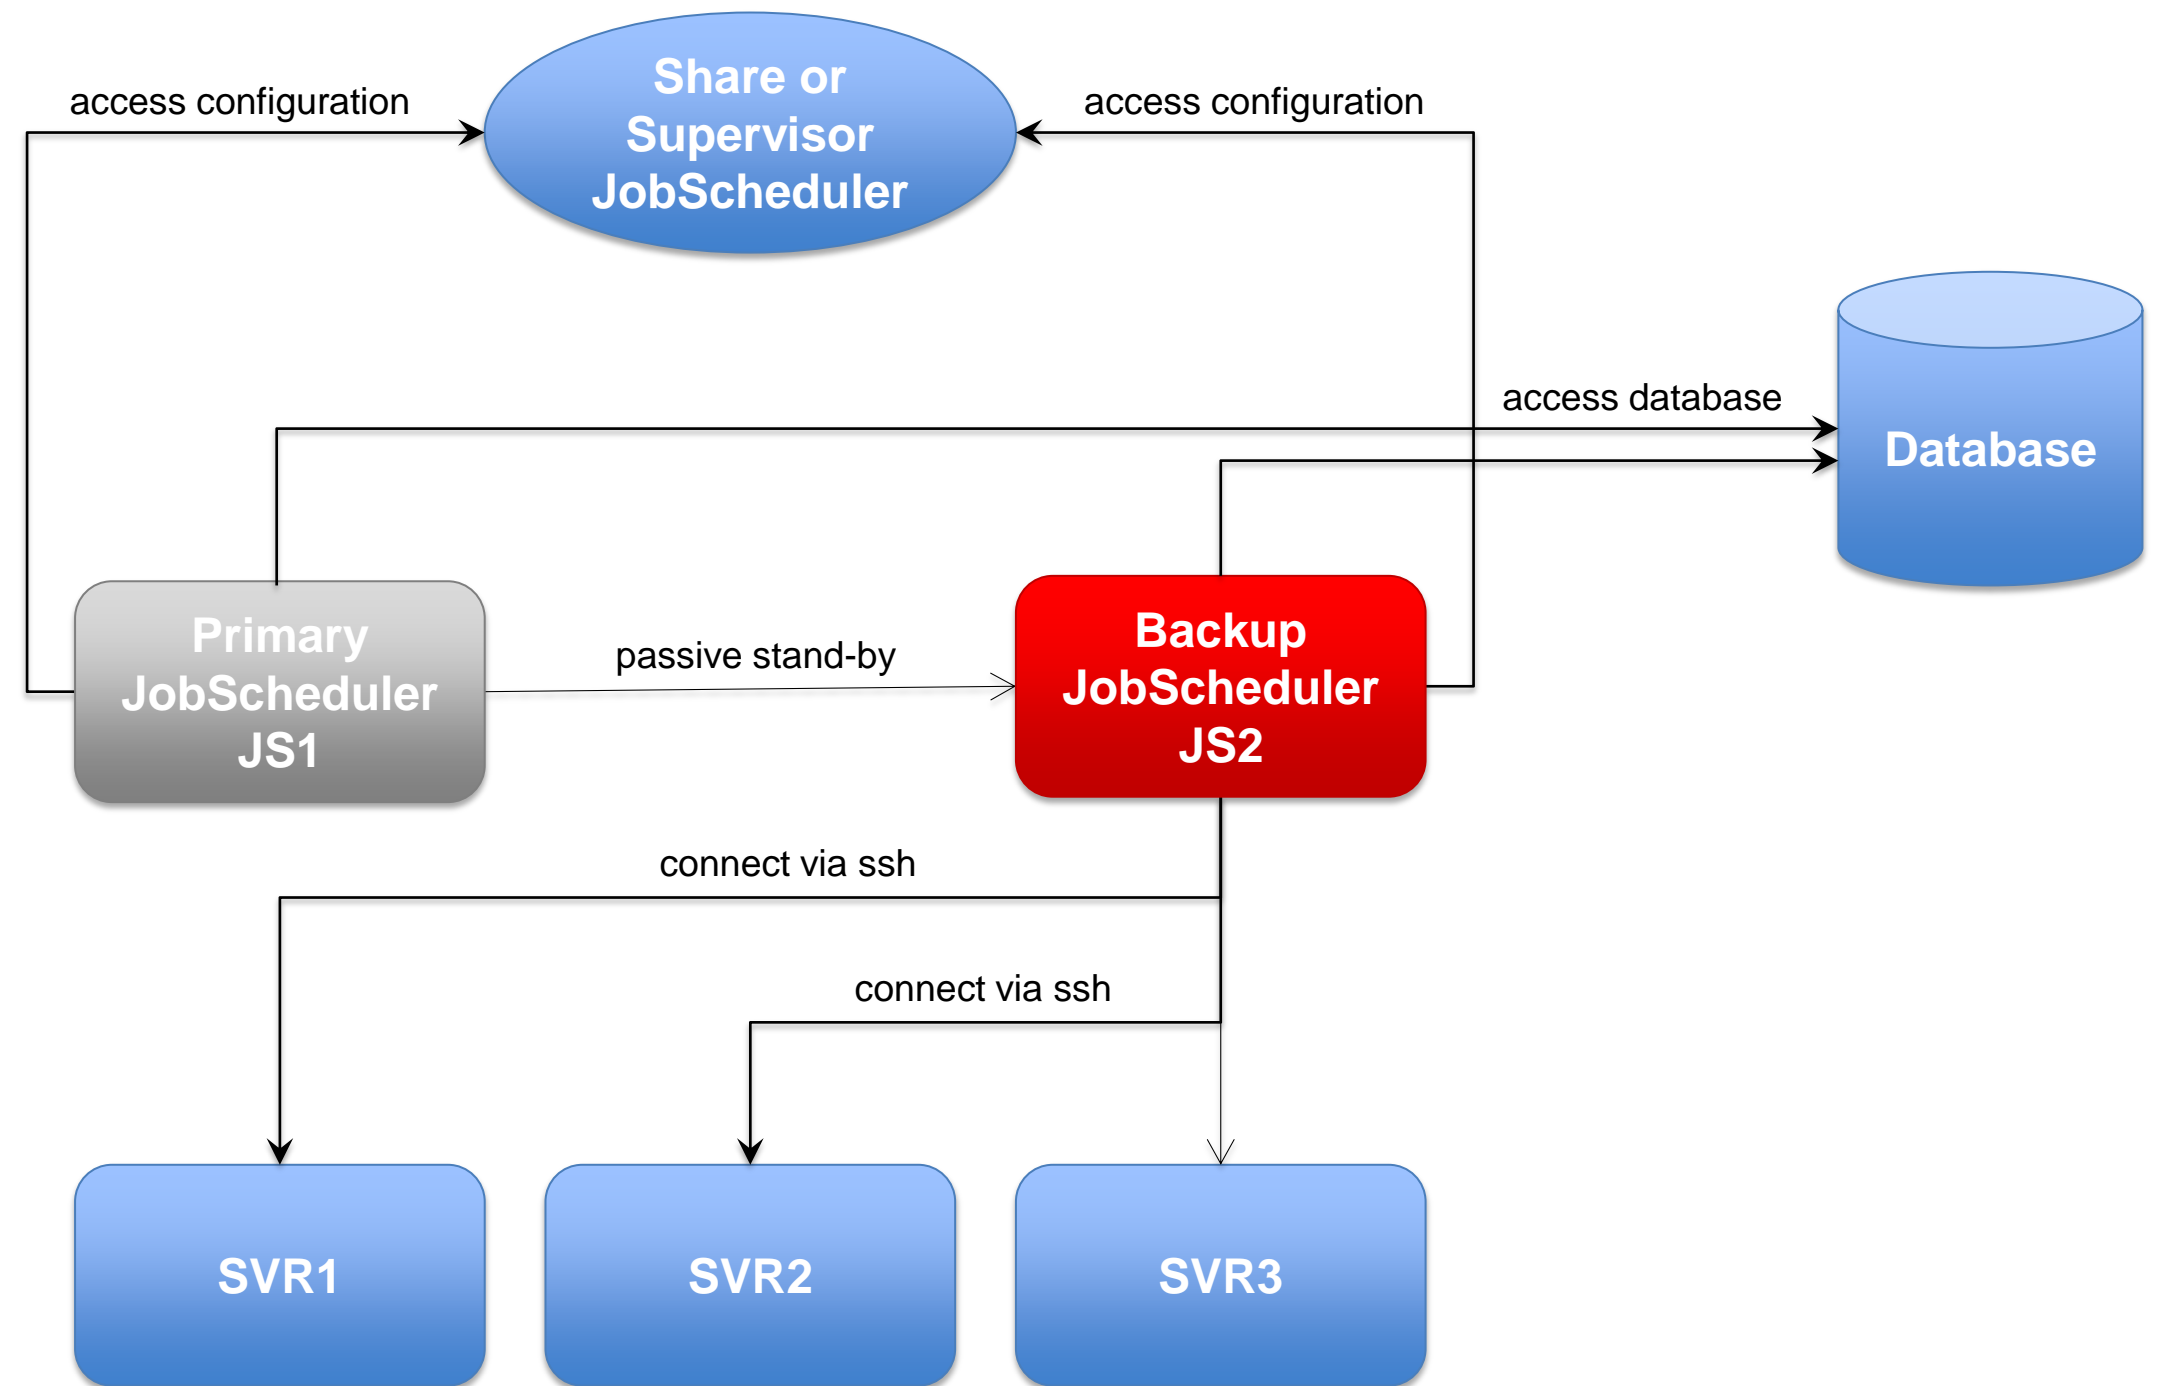 Share or
Supervisor
JobScheduler
access configuration
access configuration
access database
Database
Primary
JobScheduler
JS1
passive stand-by
Backup
JobScheduler
JS2
connect via ssh
connect via ssh
SVR1
SVR2
SVR3